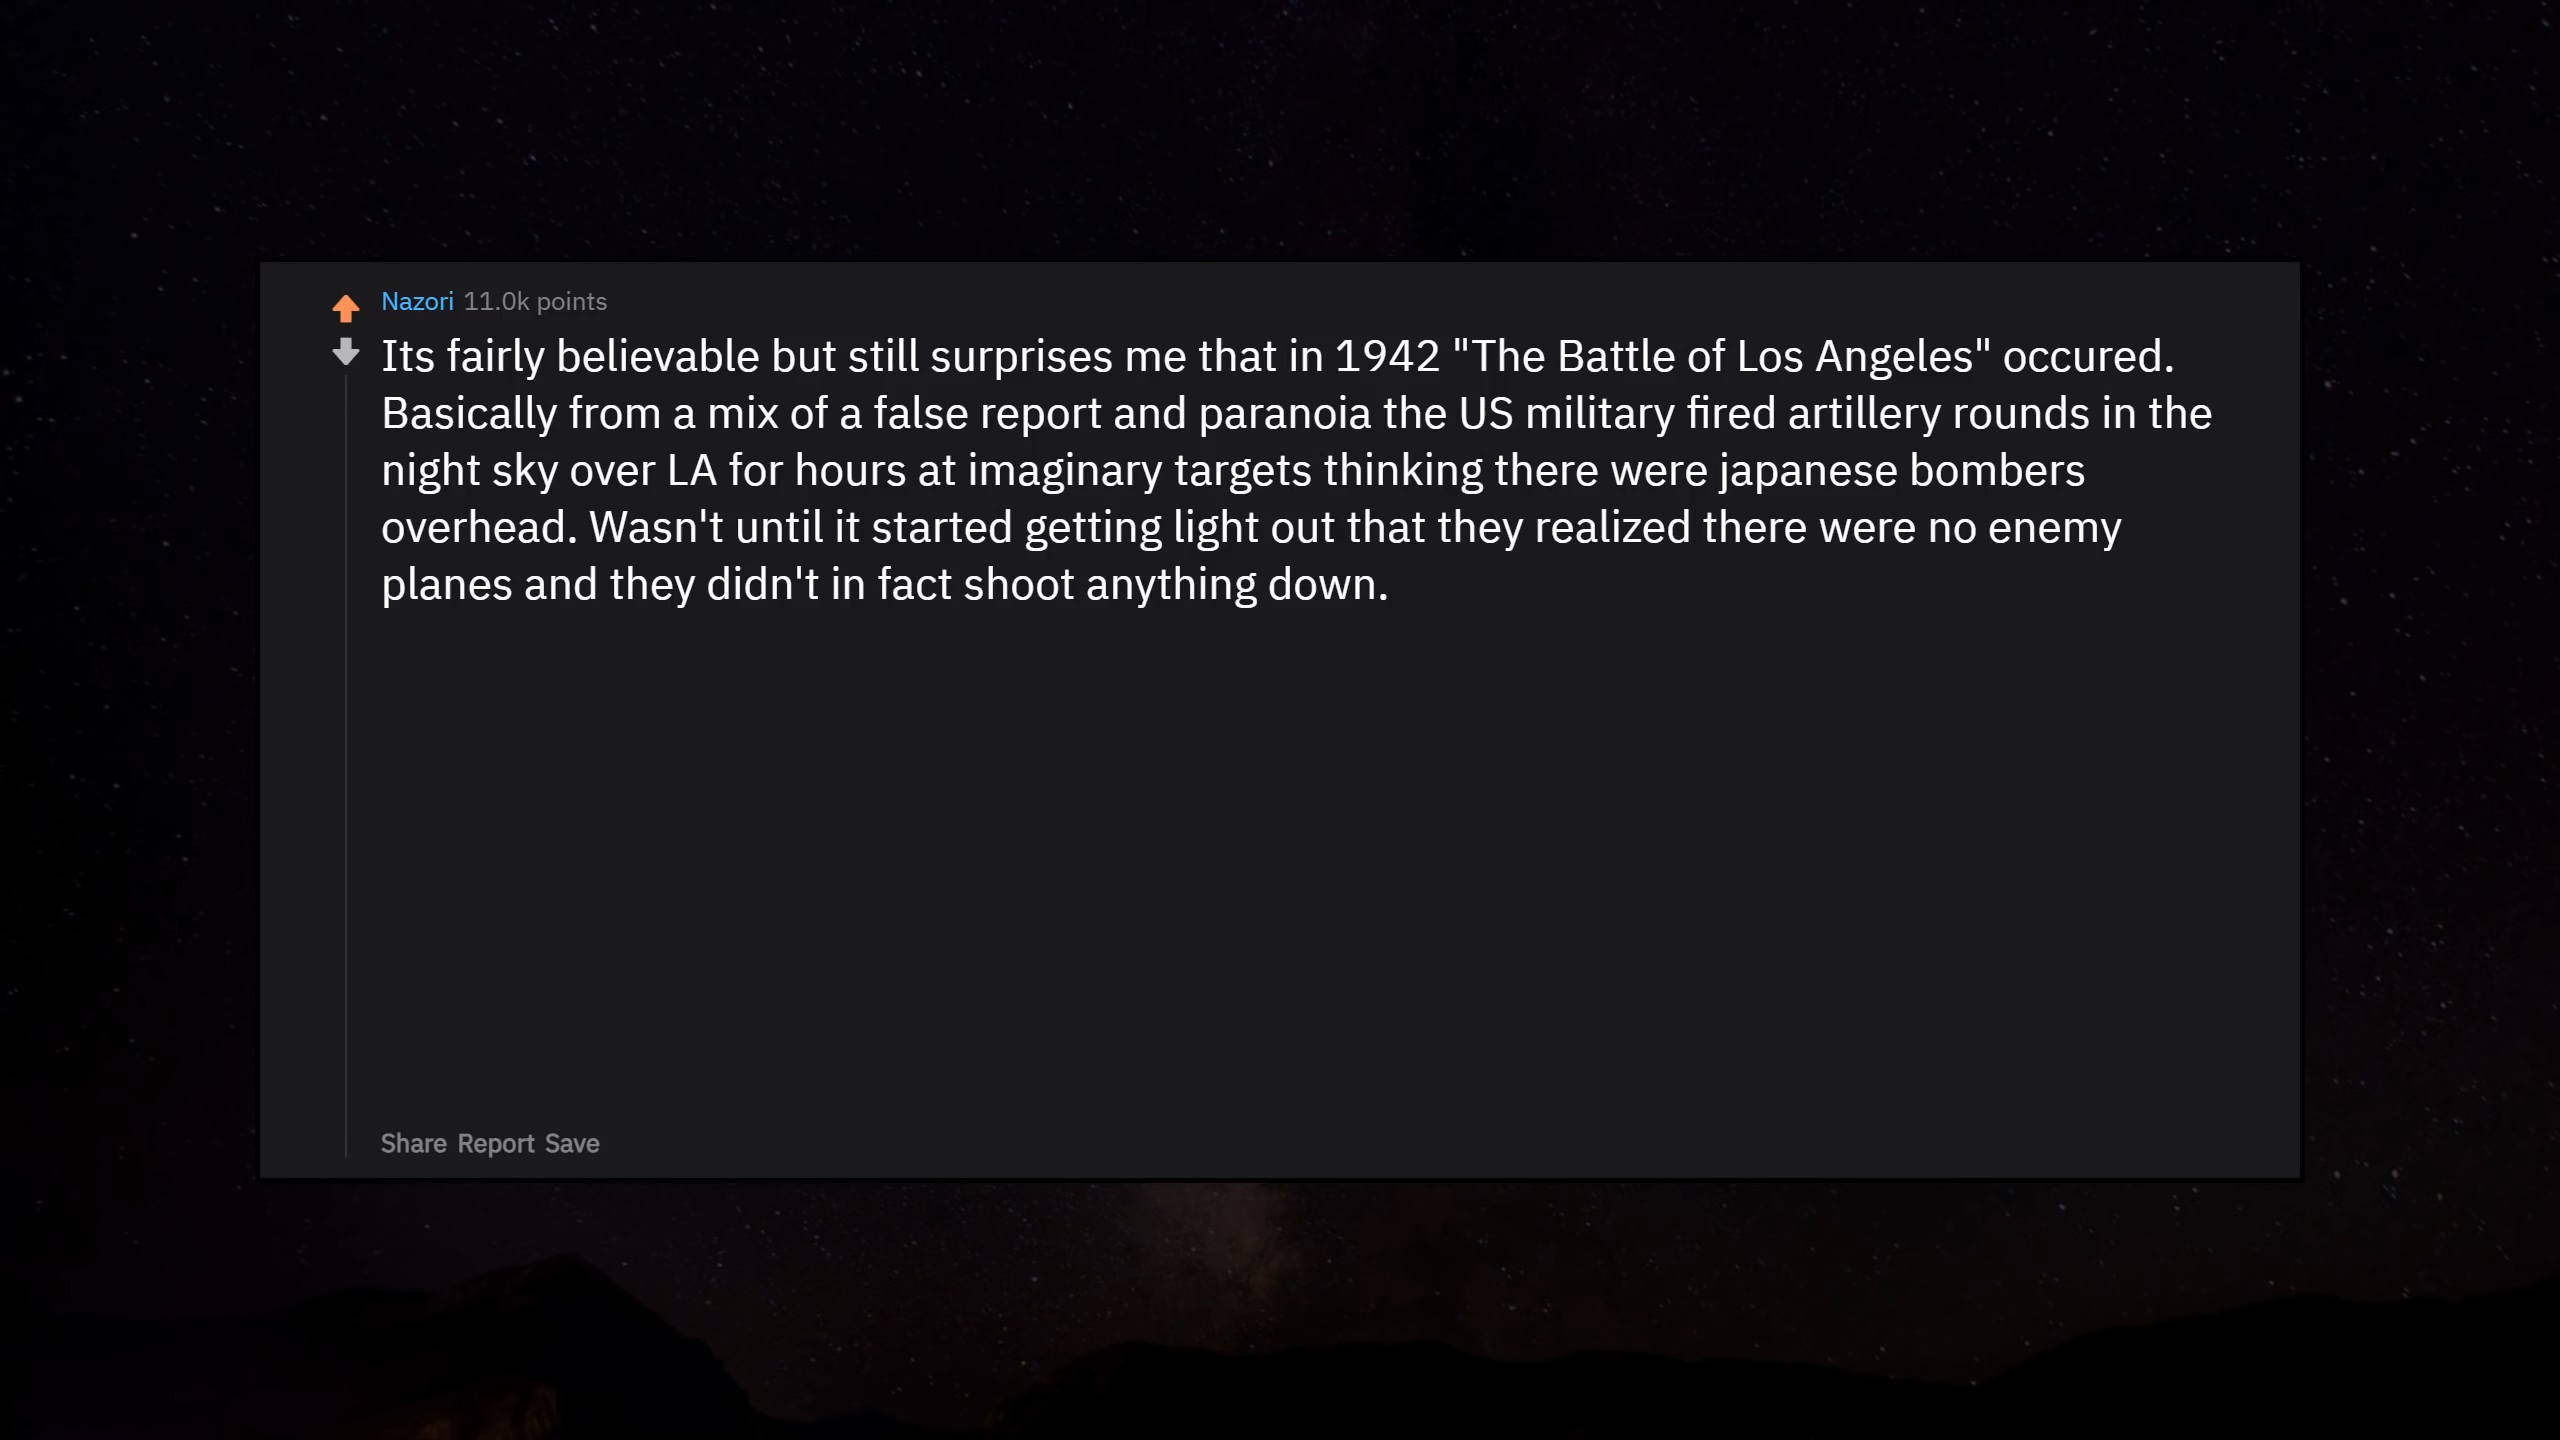 Nazori 11.0k points
Its fairly believable but still surprises me that in 1942 "The Battle of Los Angeles" occured.
Basically from a mix of a false report and paranoia the US military fired artillery rounds in the
night sky over LA for hours at imaginary targets thinking there were japanese bombers
overhead. Wasn't until it started getting light out that they realized there were no enemy
planes and they didn't in fact shoot anything down.
Share Report Save